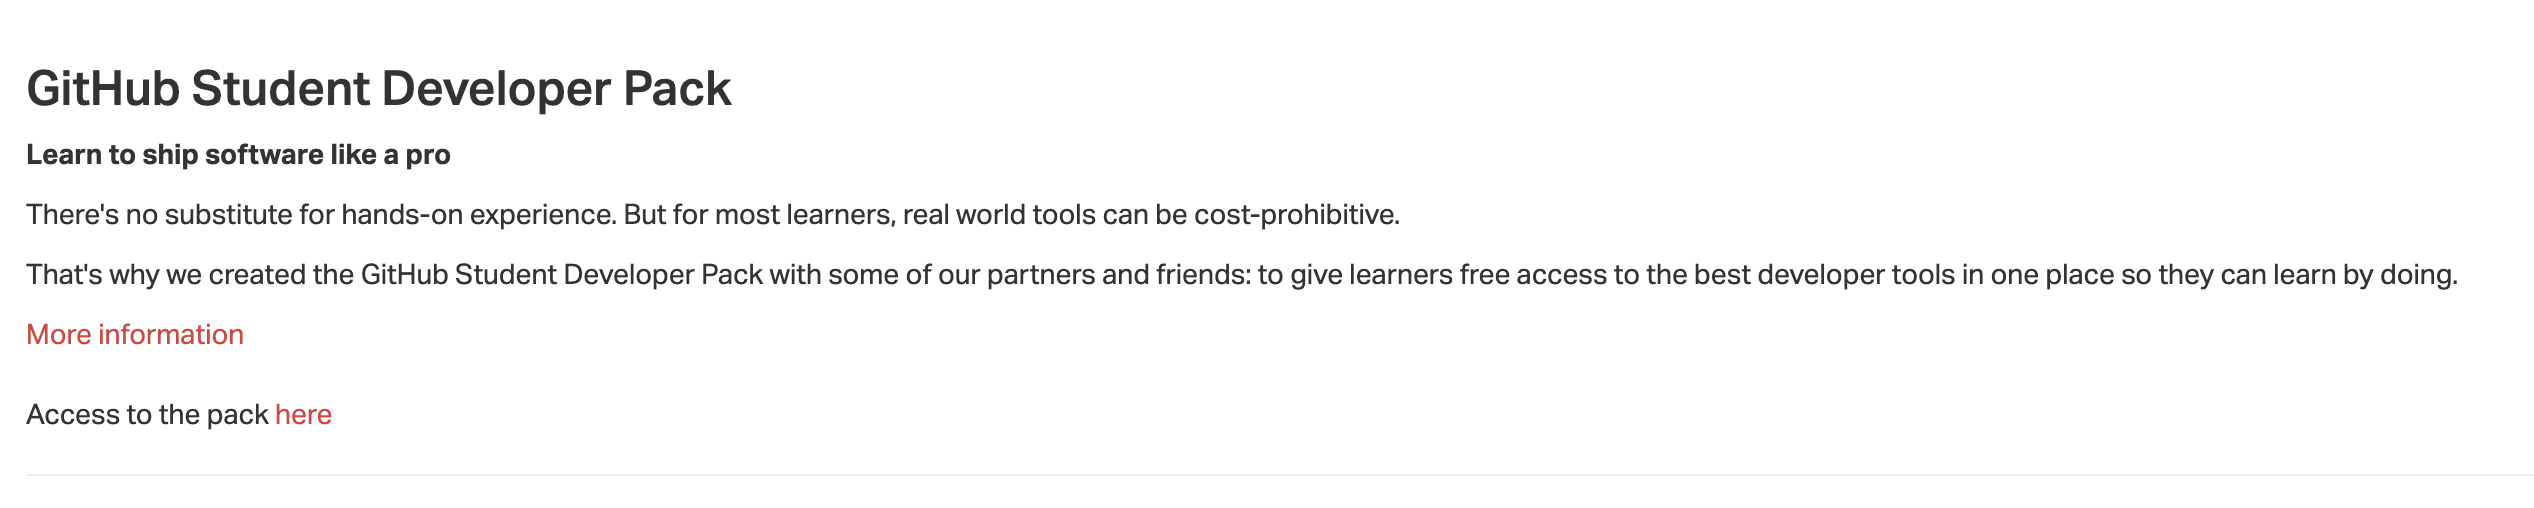 GitHub Student Developer Pack
Learn to ship software like a pro
There's no substitute for hands-on experience. But for most learners, real world tools can be cost-prohibitive.
That's why we created the GitHub Student Developer Pack with some of our partners and friends: to give learners free access to the best developer tools in one place so they can learn by doing.
More information
Access to the pack here